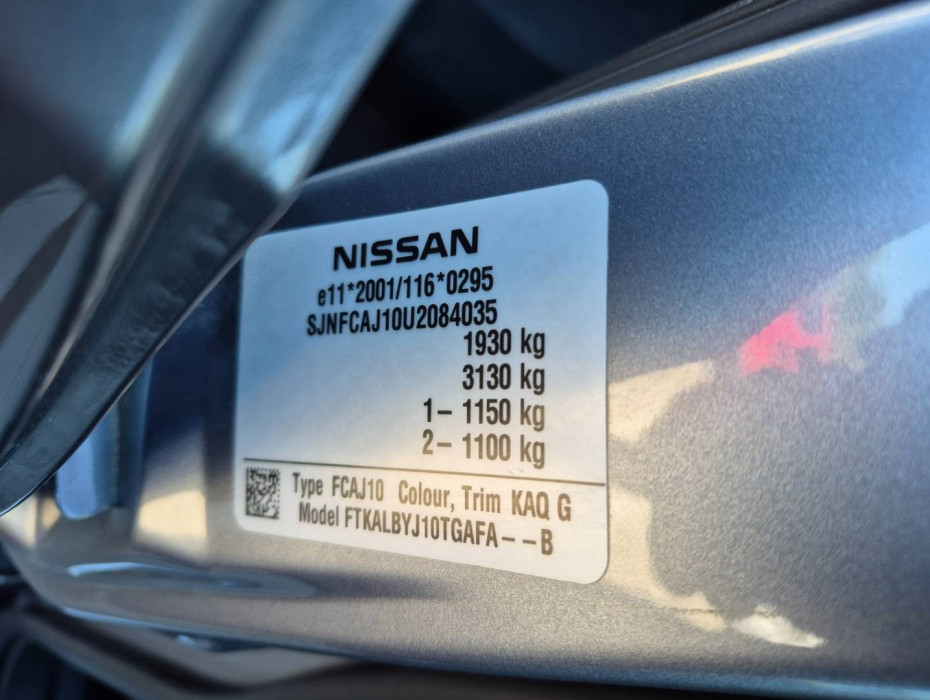 NISSAN
e11*2001/116*0295
SJNFCAJ10U2084035
1930 kg
3130 kg
1– 1150 kg
2– 1100 kg
Type FCAJ10 Colour, Trim KAQ G
Model FTKALBYJ10TGAFA––B